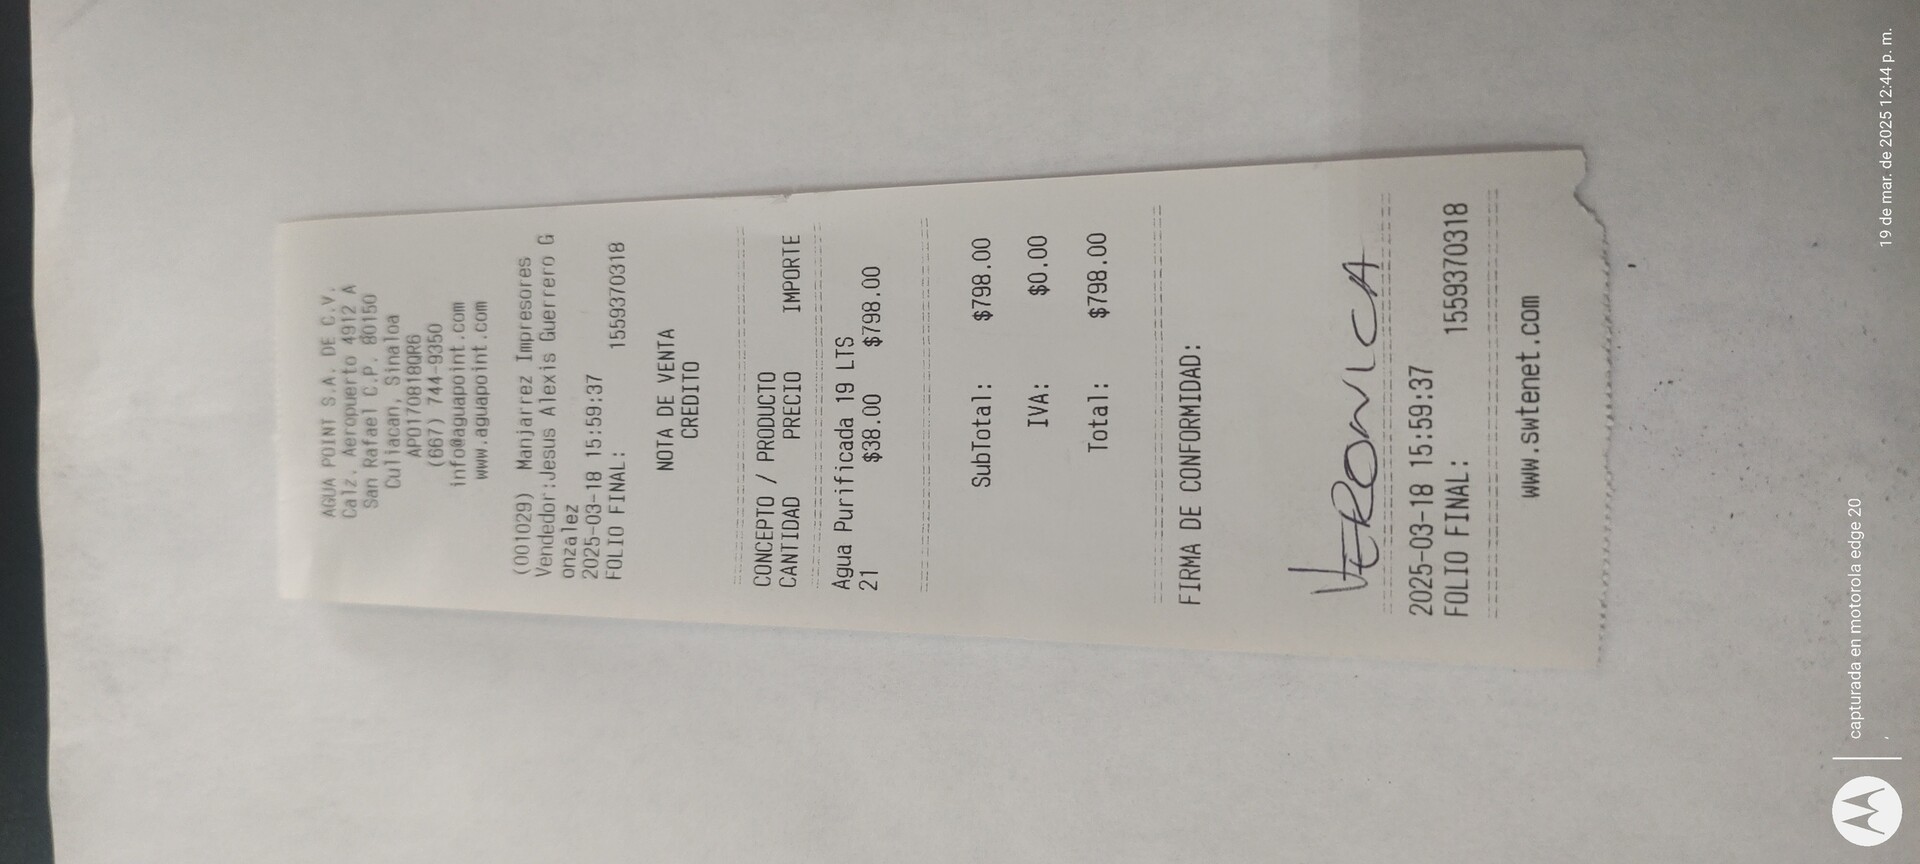 AGUA POINT S.A. DE C.V.
Calz. Aeropuerto 4912 A
San Rafael C.P. 80150
Culiacan, Sinaloa
APO170818QR6
(667) 744-9350
info@aguapoint.com
www.aguapoint.com
(001029) Manjarrez Impresores
Vendedor:Jesus Alexis Guerrero G
onzalez
2025-03-18 15:59:37
FOLIO FINAL: 1559370318
NOTA DE VENTA
CREDITO
CONCEPTO / PRODUCTO
CANTIDAD PRECIO IMPORTE
Agua Purificada 19 LTS
21 $38.00 $798.00
SubTotal: $798.00
IVA: $0.00
Total: $798.00
FIRMA DE CONFORMIDAD:
VERONICA
2025-03-18 15:59:37
FOLIO FINAL: 1559370318
www.swtenet.com
capturada en motorola edge 20
19 de mar. de 2025 12:44 p. m.